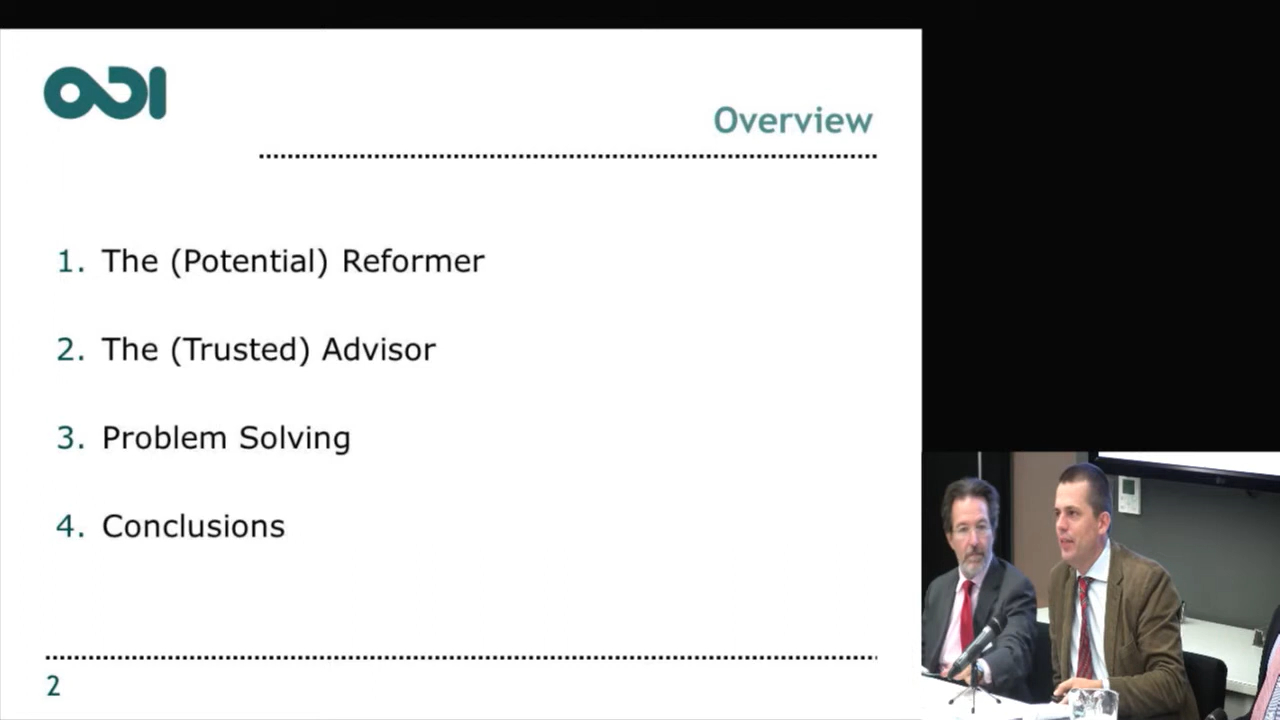 ODI
Overview
1. The (Potential) Reformer
2. The (Trusted) Advisor
3. Problem Solving
4. Conclusions
2